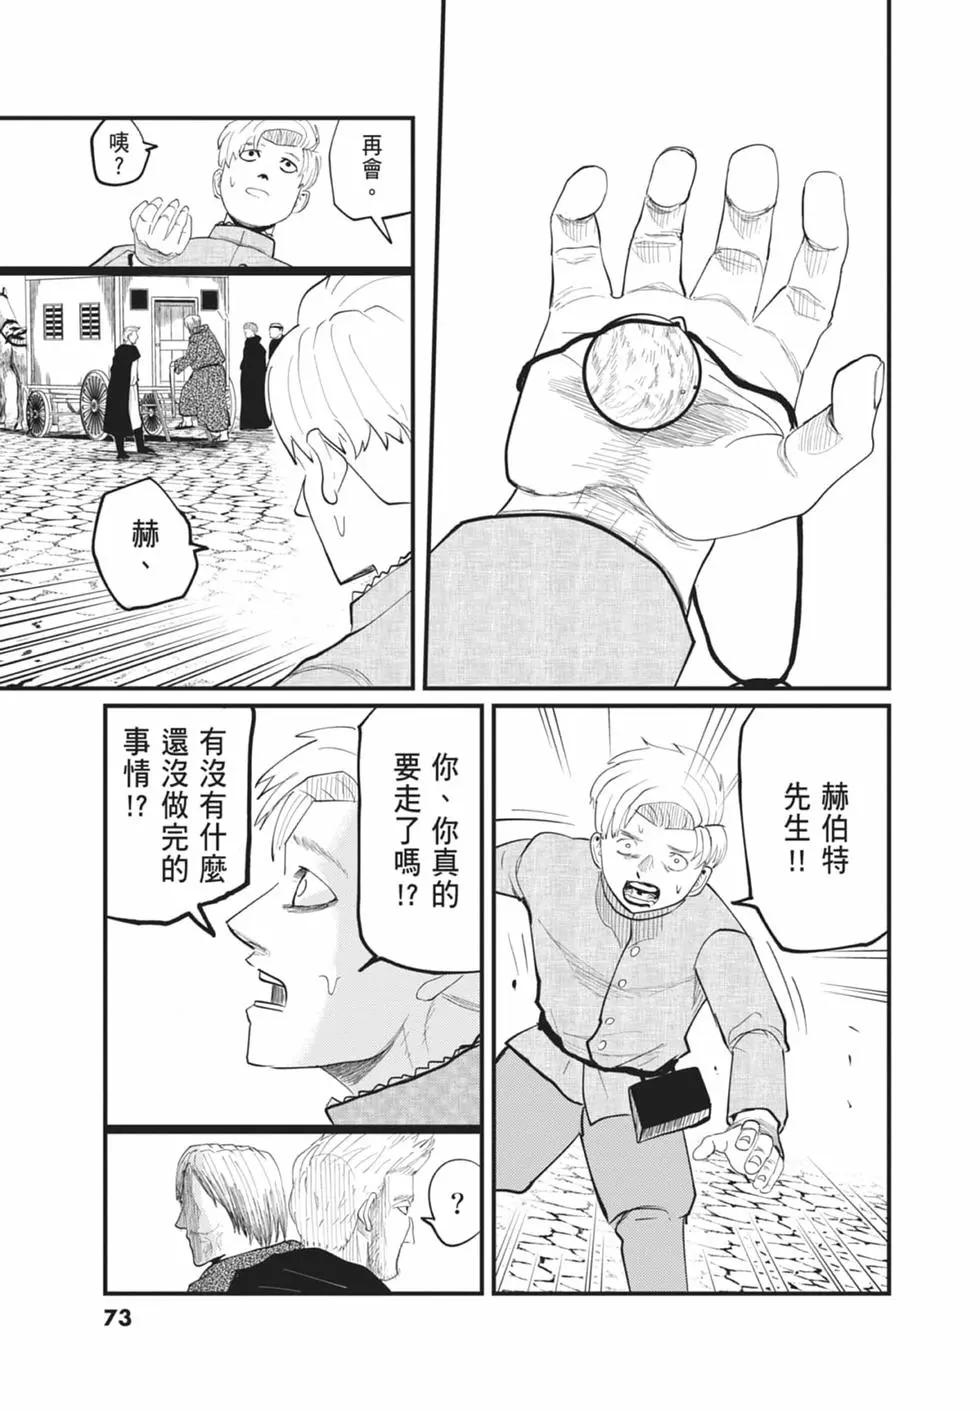 再會。
咦？
赫、
赫伯特
先生!!
你、你真的
要走了嗎!?
有沒有什麼
還沒做完的
事情!?
？
73